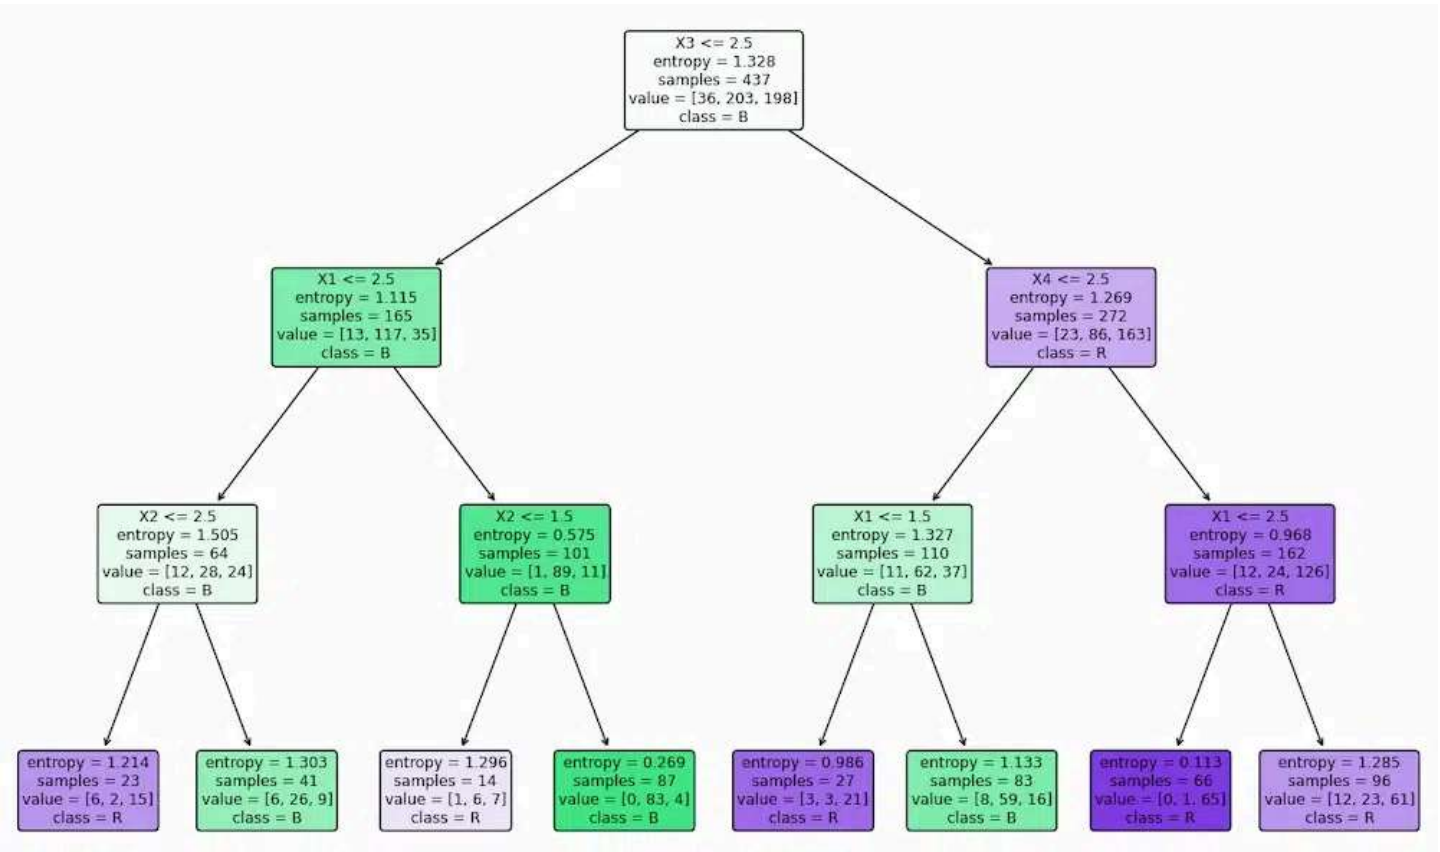 X3 <= 2.5
entropy = 1.328
samples = 437
value = [36, 203, 198]
class = B
X1 <= 2.5
entropy = 1.115
samples = 165
value = [13, 117, 35]
class = B
X4 <= 2.5
entropy = 1.269
samples = 272
value = [23, 86, 163]
class = R
X2 <= 2.5
entropy = 1.505
samples = 64
value = [12, 28, 24]
class = B
X2 <= 1.5
entropy = 0.575
samples = 101
value = [1, 89, 11]
class = B
X1 <= 1.5
entropy = 1.327
samples = 110
value = [11, 62, 37]
class = B
X1 <= 2.5
entropy = 0.968
samples = 162
value = [12, 24, 126]
class = R
entropy = 1.214
samples = 23
value = [6, 2, 15]
class = R
entropy = 1.303
samples = 41
value = [6, 26, 9]
class = B
entropy = 1.296
samples = 14
value = [1, 6, 7]
class = R
entropy = 0.269
samples = 87
value = [0, 83, 4]
class = B
entropy = 0.986
samples = 27
value = [3, 3, 21]
class = R
entropy = 1.133
samples = 83
value = [8, 59, 16]
class = B
entropy = 0.113
samples = 66
value = [0, 1, 65]
class = R
entropy = 1.285
samples = 96
value = [12, 23, 61]
class = R